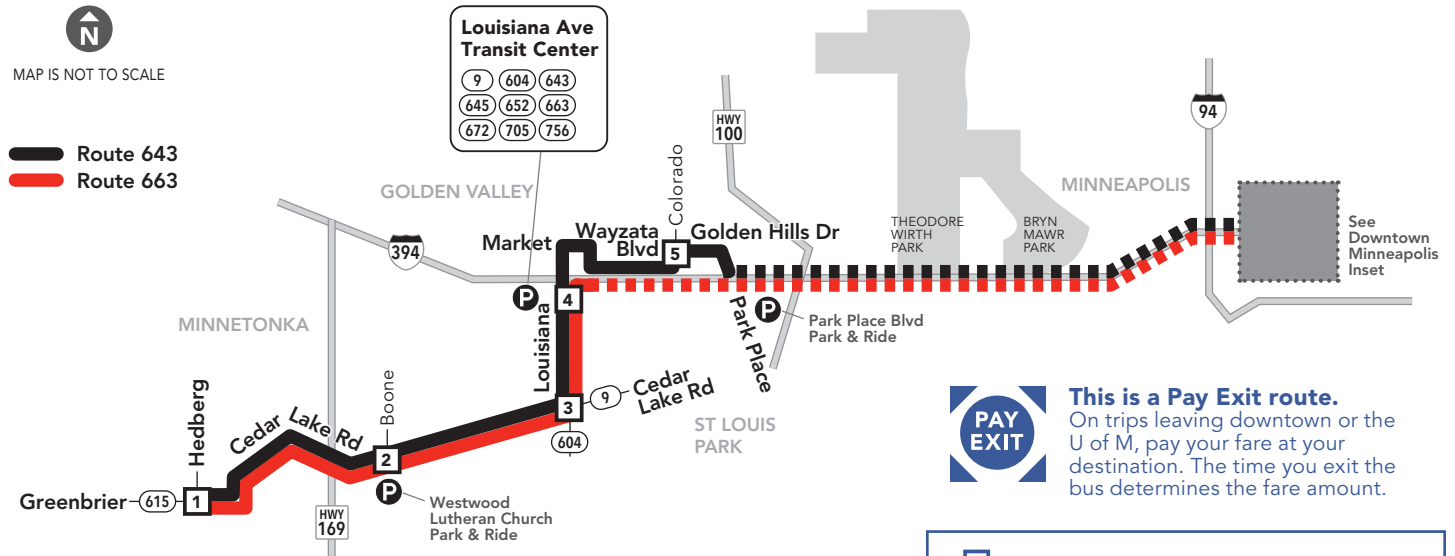 N
MAP IS NOT TO SCALE
Route 643
Route 663
Louisiana Ave
Transit Center
9 604 643
645 652 663
672 705 756
HWY
100
94
GOLDEN VALLEY
MINNEAPOLIS
394
Market
Wayzata
Blvd
5
Colorado
Golden Hills Dr
THEODORE
WIRTH
PARK
BRYN
MAWR
PARK
See
Downtown
Minneapolis
Inset
P
4
MINNETONKA
Louisiana
Park Place
P
Park Place Blvd
Park & Ride
Hedberg
Cedar Lake Rd
Boone
2
3
9
Cedar
Lake Rd
604
ST LOUIS
PARK
Greenbrier
615
1
HWY
169
P
Westwood
Lutheran Church
Park & Ride
PAY
EXIT
This is a Pay Exit route.
On trips leaving downtown or the
U of M, pay your fare at your
destination. The time you exit the
bus determines the fare amount.